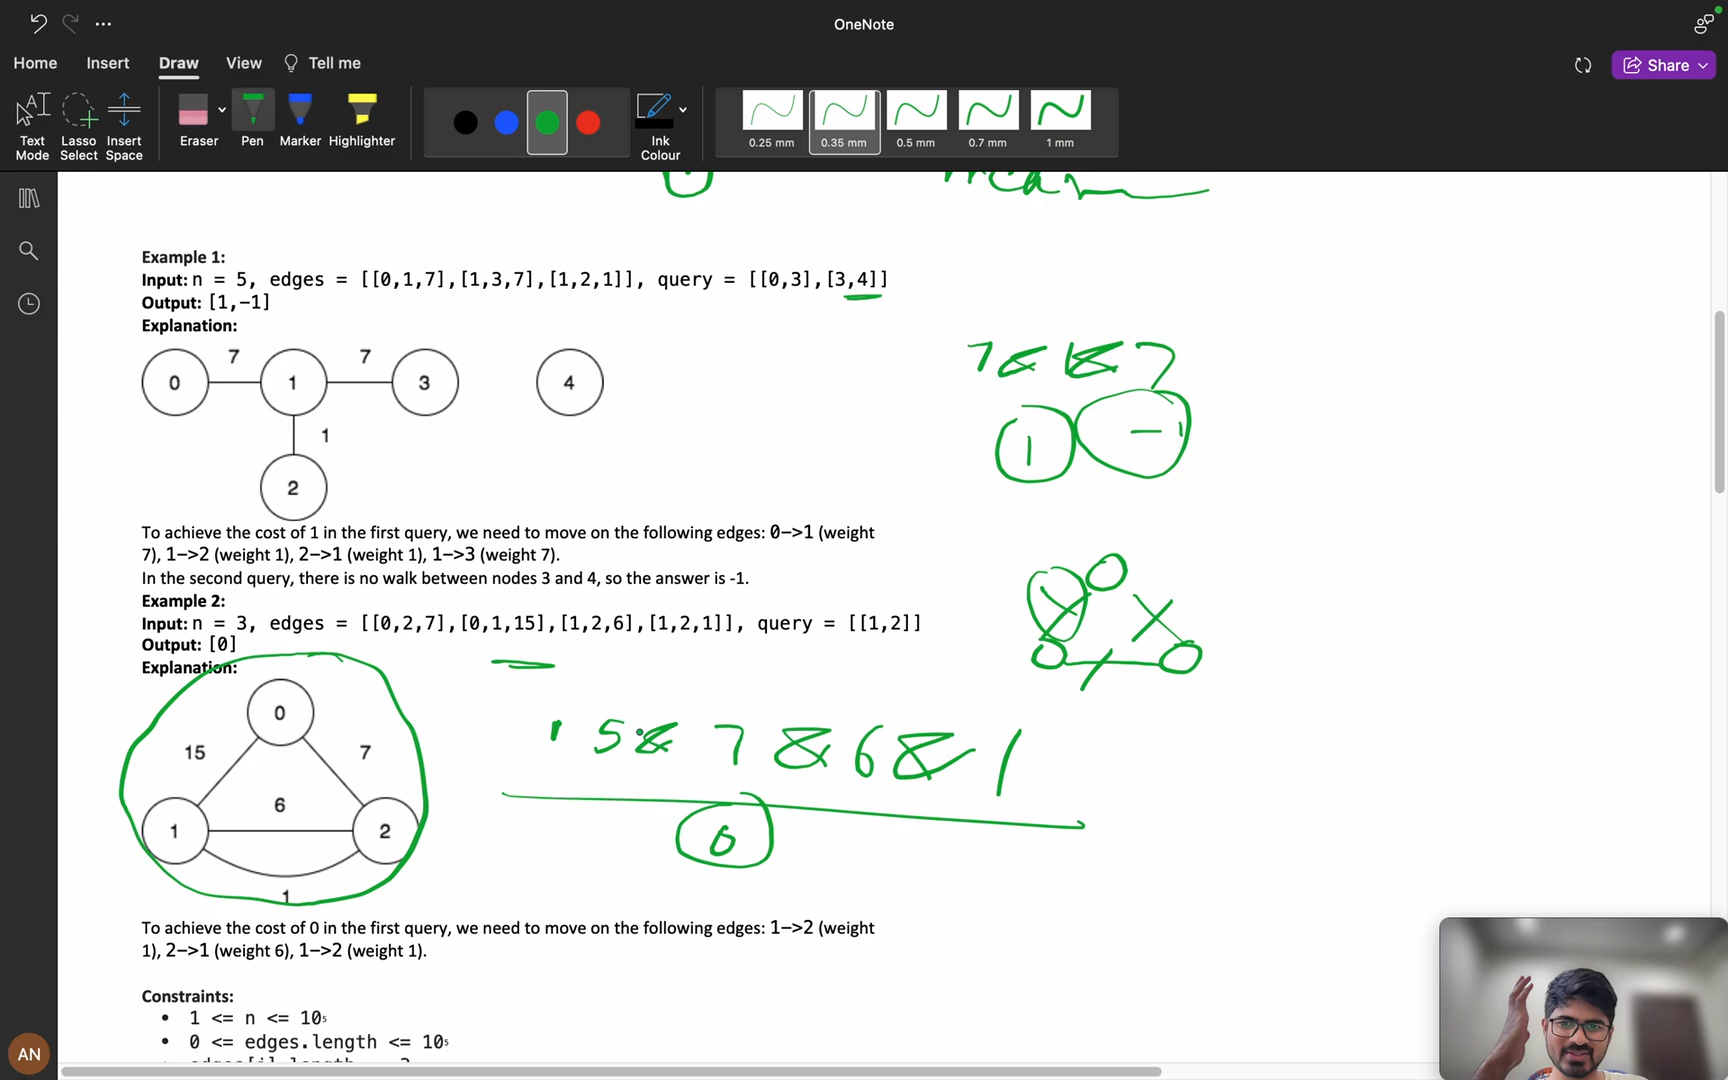 OneNote
Home Insert Draw View Tell me
Share
Text Mode
Lasso Select
Insert Space
Eraser
Pen
Marker
Highlighter
Ink Colour
0.25 mm
0.35 mm
0.5 mm
0.7 mm
1 mm
Example 1:
Input: n = 5, edges = [[0,1,7],[1,3,7],[1,2,1]], query = [[0,3],[3,4]]
Output: [1,-1]
Explanation:
7 7
0 1 3 4
1
2
7 & 1 & 7
1 -1
To achieve the cost of 1 in the first query, we need to move on the following edges: 0->1 (weight
7), 1->2 (weight 1), 2->1 (weight 1), 1->3 (weight 7).
In the second query, there is no walk between nodes 3 and 4, so the answer is -1.
Example 2:
Input: n = 3, edges = [[0,2,7],[0,1,15],[1,2,6],[1,2,1]], query = [[1,2]]
Output: [0]
Explanation:
0
15 7
6
1 2
1
15 & 7 & 6 & 1
0
To achieve the cost of 0 in the first query, we need to move on the following edges: 1->2 (weight
1), 2->1 (weight 6), 1->2 (weight 1).
Constraints:
• 1 <= n <= 10⁵
• 0 <= edges.length <= 10⁵
AN